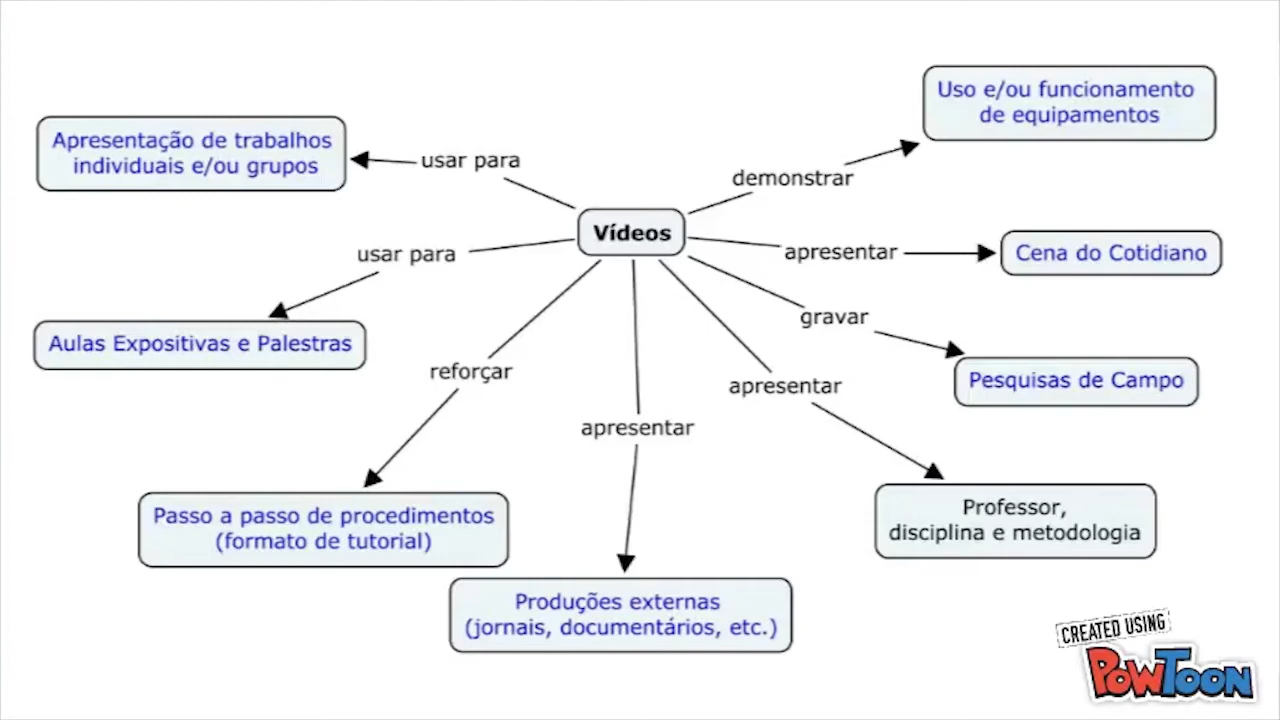 Uso e/ou funcionamento
de equipamentos
Apresentação de trabalhos
individuais e/ou grupos
usar para
demonstrar
Vídeos
usar para
apresentar
Cena do Cotidiano
gravar
Aulas Expositivas e Palestras
reforçar
apresentar
Pesquisas de Campo
apresentar
Passo a passo de procedimentos
(formato de tutorial)
Professor,
disciplina e metodologia
Produções externas
(jornais, documentários, etc.)
CREATED USING
POWTOON